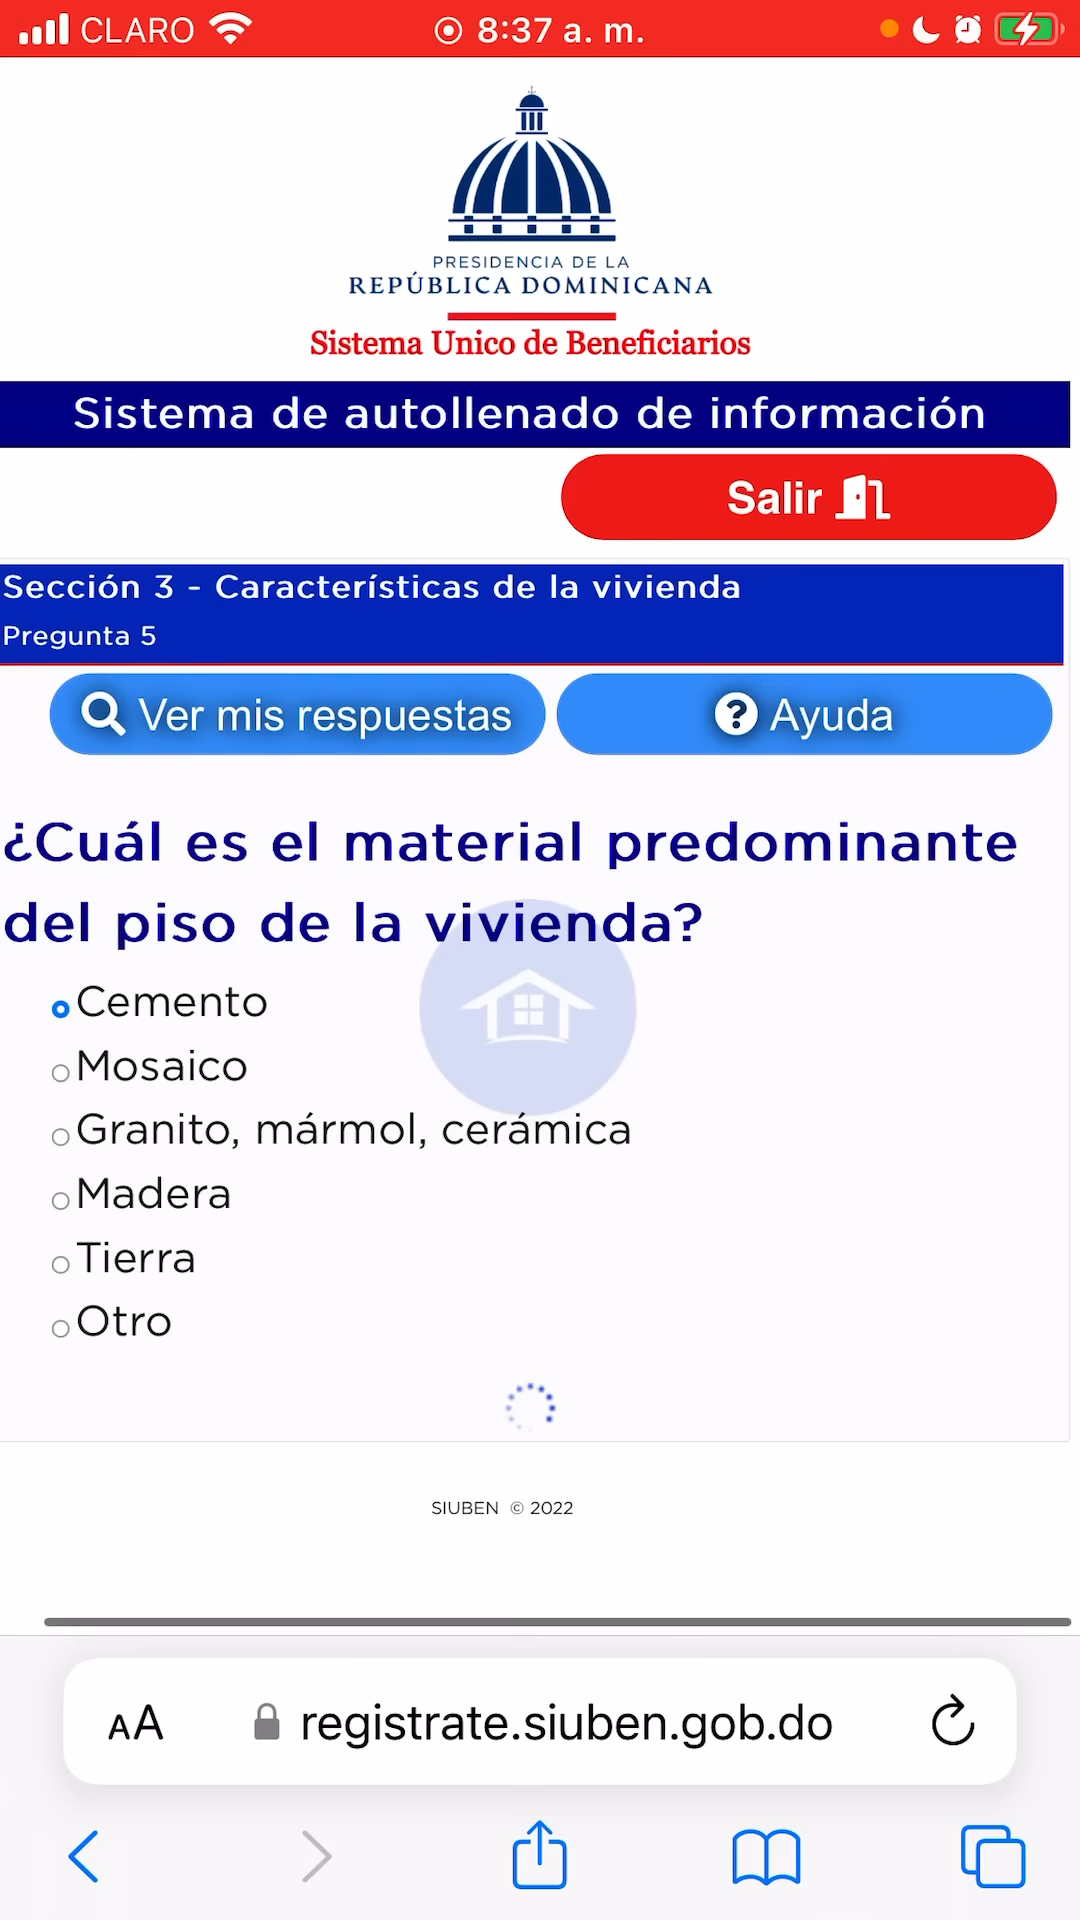 CLARO 8:37 a. m.
PRESIDENCIA DE LA
REPÚBLICA DOMINICANA
Sistema Unico de Beneficiarios
Sistema de autollenado de información
Salir
Sección 3 - Características de la vivienda
Pregunta 5
Ver mis respuestas
Ayuda
¿Cuál es el material predominante
del piso de la vivienda?
Cemento
Mosaico
Granito, mármol, cerámica
Madera
Tierra
Otro
SIUBEN © 2022
AA registrate.siuben.gob.do